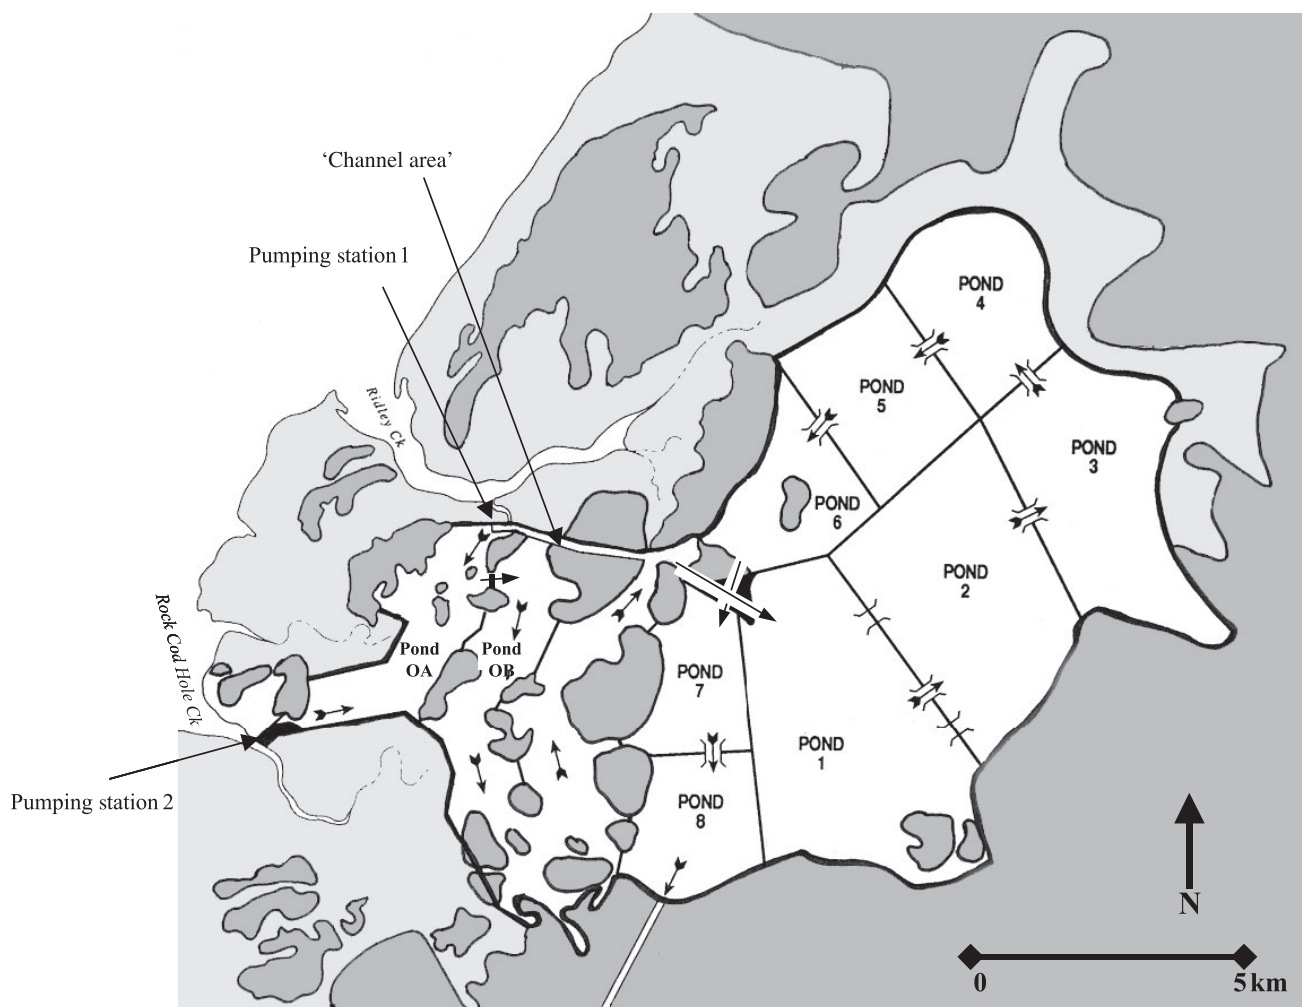 ‘Channel area’
Pumping station 1
POND
4
POND
5
Ridley Ck
POND
3
POND
6
POND
2
Rock Cod Hole Ck
Pond
OA
Pond
OB
POND
7
POND
1
Pumping station 2
POND
8
N
0
5 km